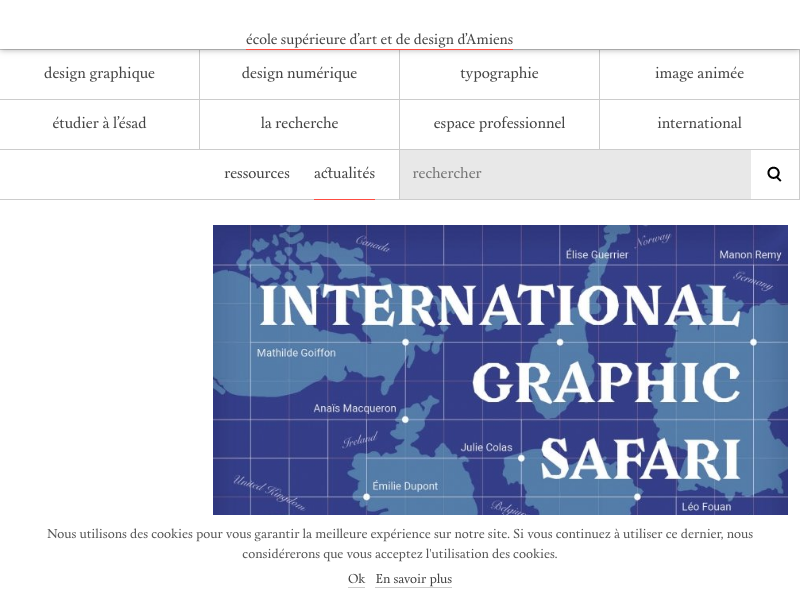 école supérieure d'art et de design d'Amiens
design graphique
design numérique
typographie
image animée
étudier à l'ésad
la recherche
espace professionnel
international
ressources
actualités
rechercher
Canada
Norway
Élise Guerrier
Manon Remy
Germany
INTERNATIONAL
Mathilde Goiffon
GRAPHIC
Anaïs Macqueron
Ireland
Julie Colas
SAFARI
United Kingdom
Émilie Dupont
Léo Fouan
Nous utilisons des cookies pour vous garantir la meilleure expérience sur notre site. Si vous continuez à utiliser ce dernier, nous
considérerons que vous acceptez l'utilisation des cookies.
Ok En savoir plus